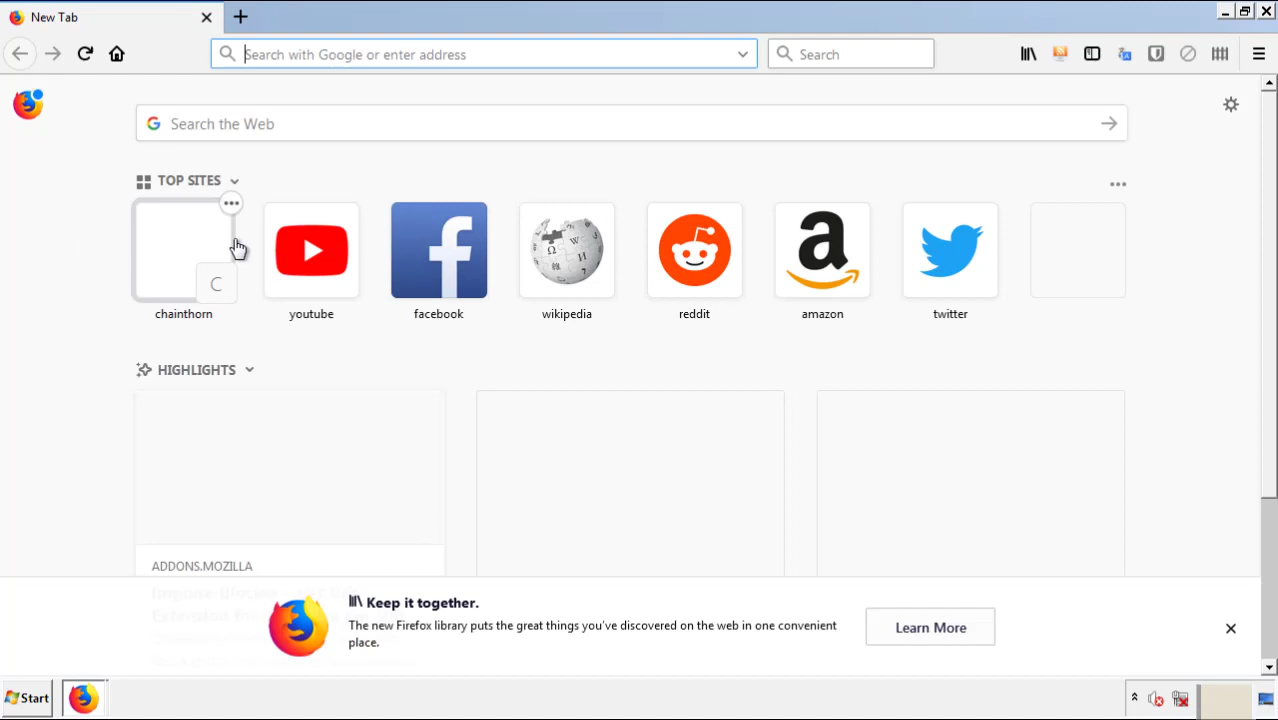 New Tab
Search with Google or enter address
Search
Search the Web
TOP SITES
C
chainthorn
youtube
facebook
wikipedia
reddit
amazon
twitter
HIGHLIGHTS
ADDONS.MOZILLA
Keep it together.
The new Firefox library puts the great things you've discovered on the web in one convenient
place.
Learn More
Start